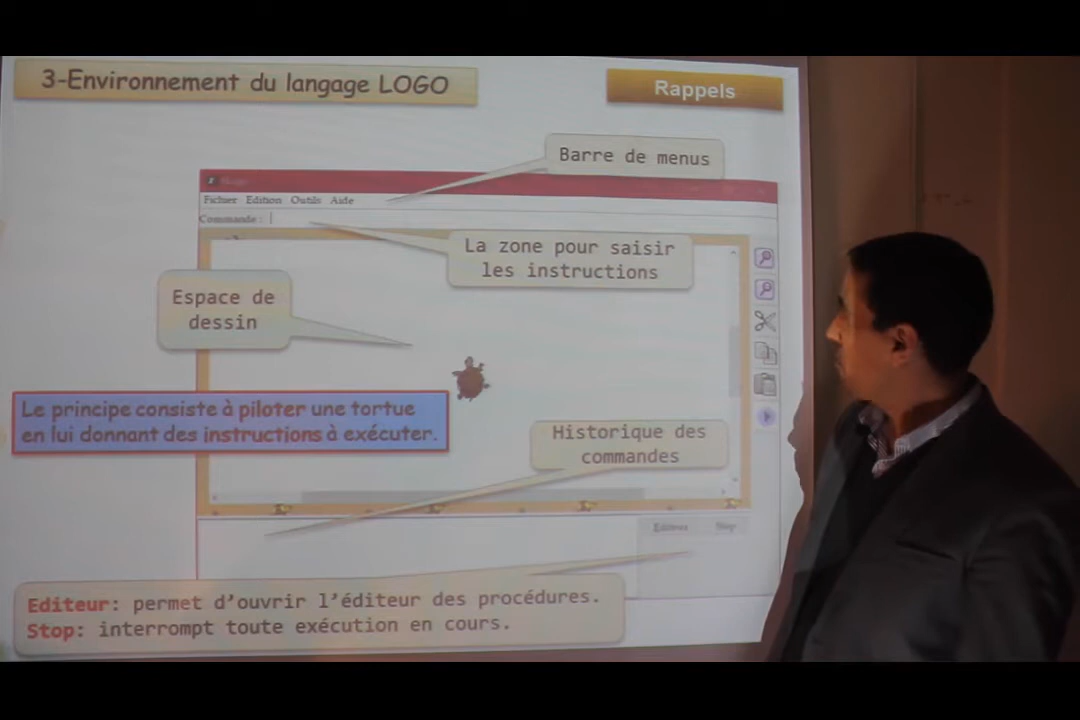 3-Environnement du langage LOGO
Rappels
Barre de menus
Fichier Edition Outils Aide
Commande :
La zone pour saisir
les instructions
Espace de
dessin
Le principe consiste à piloter une tortue
en lui donnant des instructions à exécuter.
Historique des
commandes
Editeur Stop
Editeur: permet d'ouvrir l'éditeur des procédures.
Stop: interrompt toute exécution en cours.